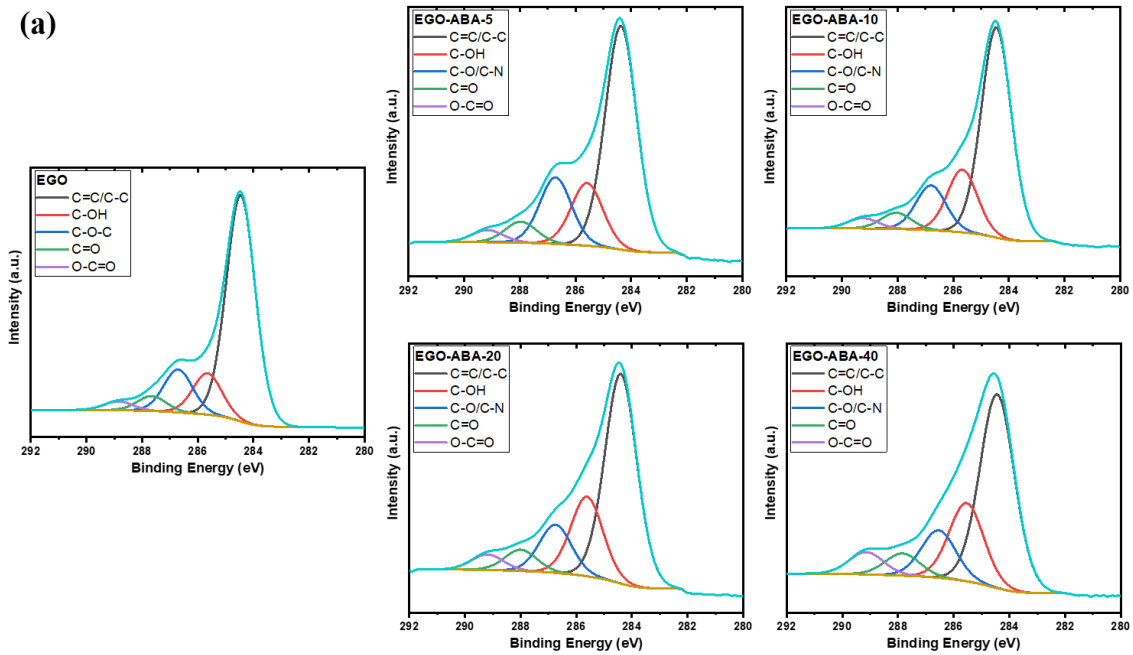 (a)
EGO
C=C/C-C
C-OH
C-O-C
C=O
O-C=O
Intensity (a.u.)
292 290 288 286 284 282 280
Binding Energy (eV)
EGO-ABA-5
C=C/C-C
C-OH
C-O/C-N
C=O
O-C=O
Intensity (a.u.)
292 290 288 286 284 282 280
Binding Energy (eV)
EGO-ABA-10
C=C/C-C
C-OH
C-O/C-N
C=O
O-C=O
Intensity (a.u.)
292 290 288 286 284 282 280
Binding Energy (eV)
EGO-ABA-20
C=C/C-C
C-OH
C-O/C-N
C=O
O-C=O
Intensity (a.u.)
292 290 288 286 284 282 280
Binding Energy (eV)
EGO-ABA-40
C=C/C-C
C-OH
C-O/C-N
C=O
O-C=O
Intensity (a.u.)
292 290 288 286 284 282 280
Binding Energy (eV)